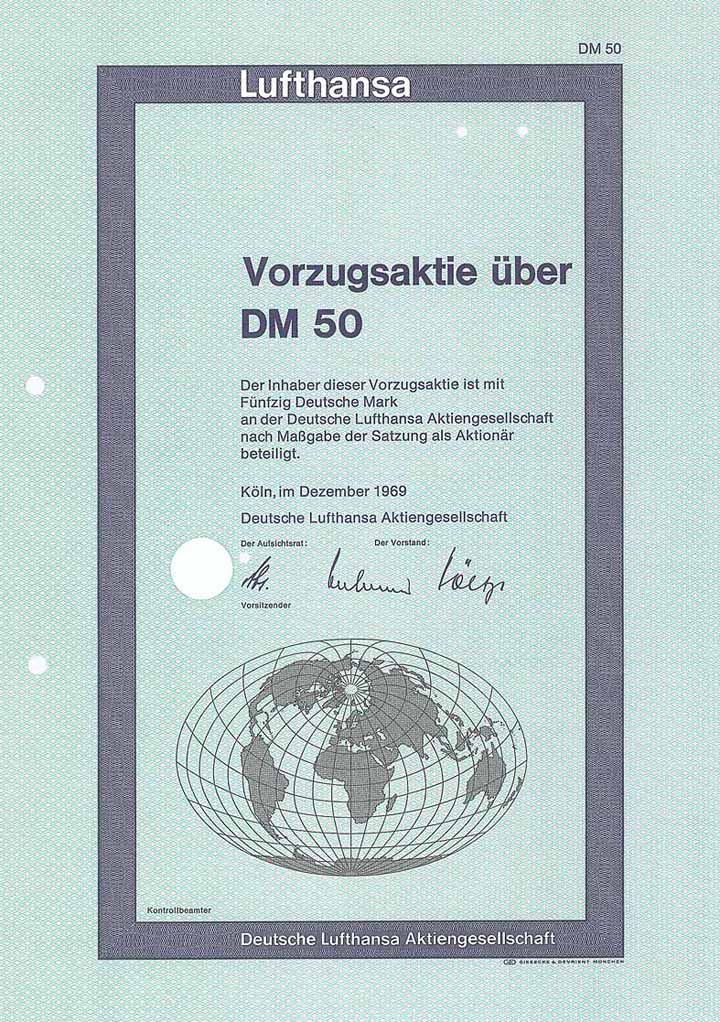 DM 50
Lufthansa
Vorzugsaktie über
DM 50
Der Inhaber dieser Vorzugsaktie ist mit
Fünfzig Deutsche Mark
an der Deutsche Lufthansa Aktiengesellschaft
nach Maßgabe der Satzung als Aktionär
beteiligt.
Köln, im Dezember 1969
Deutsche Lufthansa Aktiengesellschaft
Der Aufsichtsrat: Der Vorstand:
Vorsitzender
Kontrollbeamter
Deutsche Lufthansa Aktiengesellschaft
GIESECKE & DEVRIENT MÜNCHEN